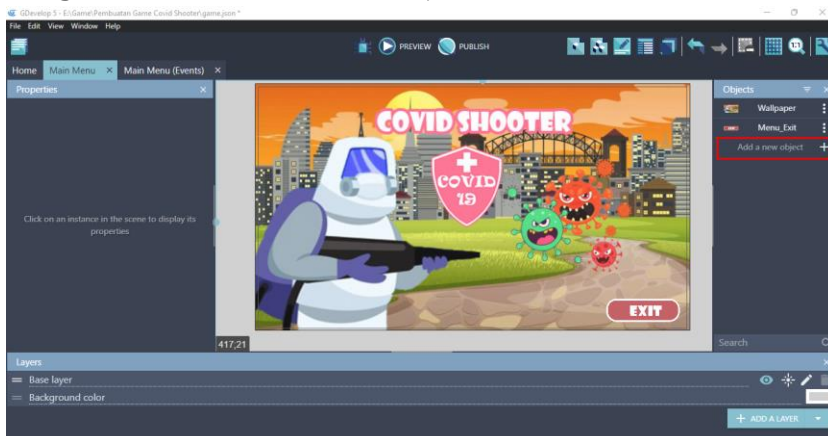 GDevelop 5 - E:\Game\Pembuatan Game Covid Shooter\game.json *
File Edit View Window Help
PREVIEW PUBLISH
Home Main Menu × Main Menu (Events) ×
Properties
Objects
Wallpaper
Menu_Exit
Add a new object +
Click on an instance in the scene to display its
properties
COVID SHOOTER
COVID
19
EXIT
417;21
Search
Layers
Base layer
Background color
+ ADD A LAYER